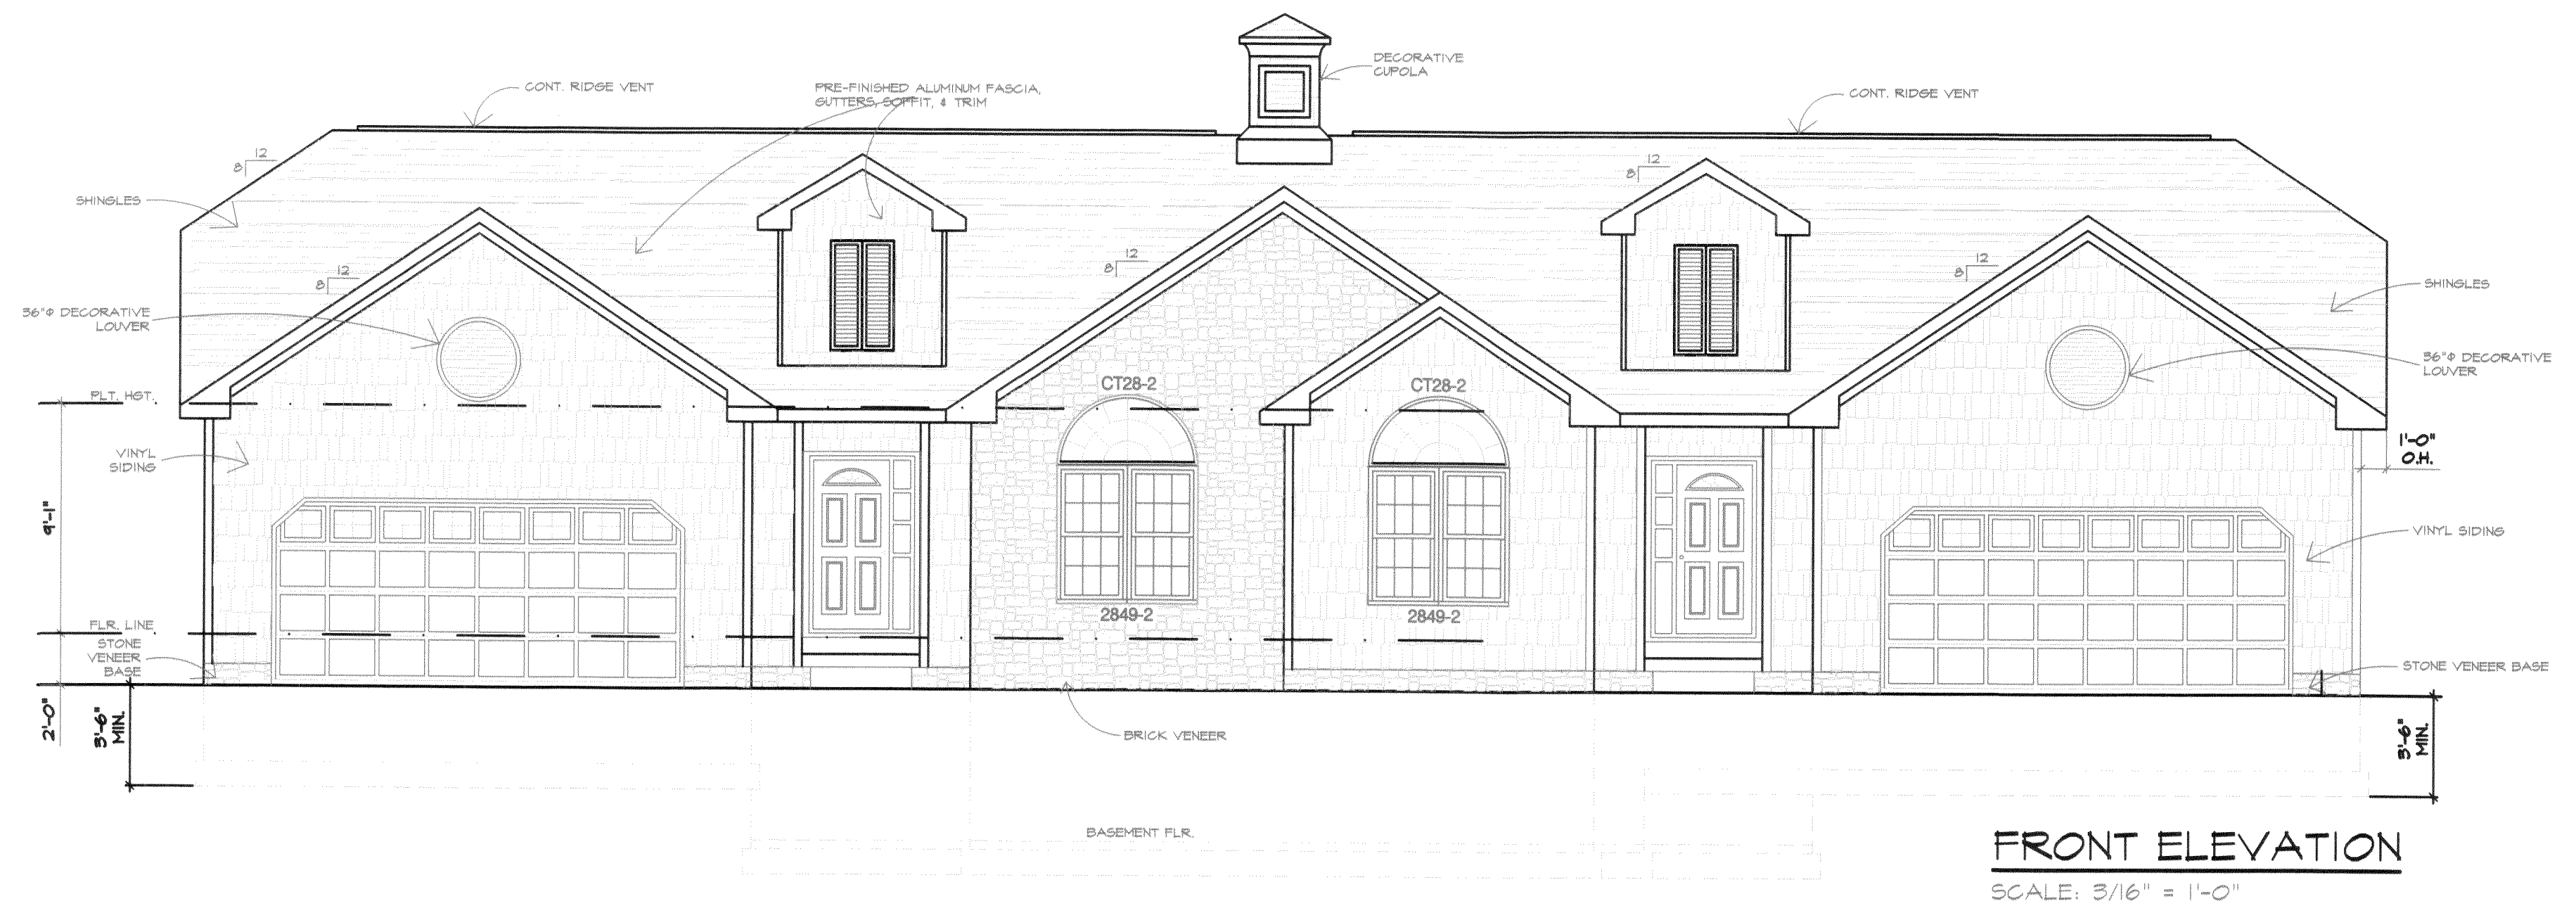 DECORATIVE
CUPOLA
CONT. RIDGE VENT
PRE-FINISHED ALUMINUM FASCIA,
GUTTERS, SOFFIT, & TRIM
CONT. RIDGE VENT
12
8
12
8
SHINGLES
12
8
12
8
12
8
SHINGLES
36"Φ DECORATIVE
LOUVER
36"Φ DECORATIVE
LOUVER
CT28-2
CT28-2
PLT. HGT.
1'-0"
O.H.
VINYL
SIDING
9'-1"
VINYL SIDING
2849-2
2849-2
FLR. LINE
STONE
VENEER
BASE
STONE VENEER BASE
2'-0"
3'-6"
MIN.
BRICK VENEER
3'-6"
MIN.
BASEMENT FLR.
FRONT ELEVATION
SCALE: 3/16" = 1'-0"